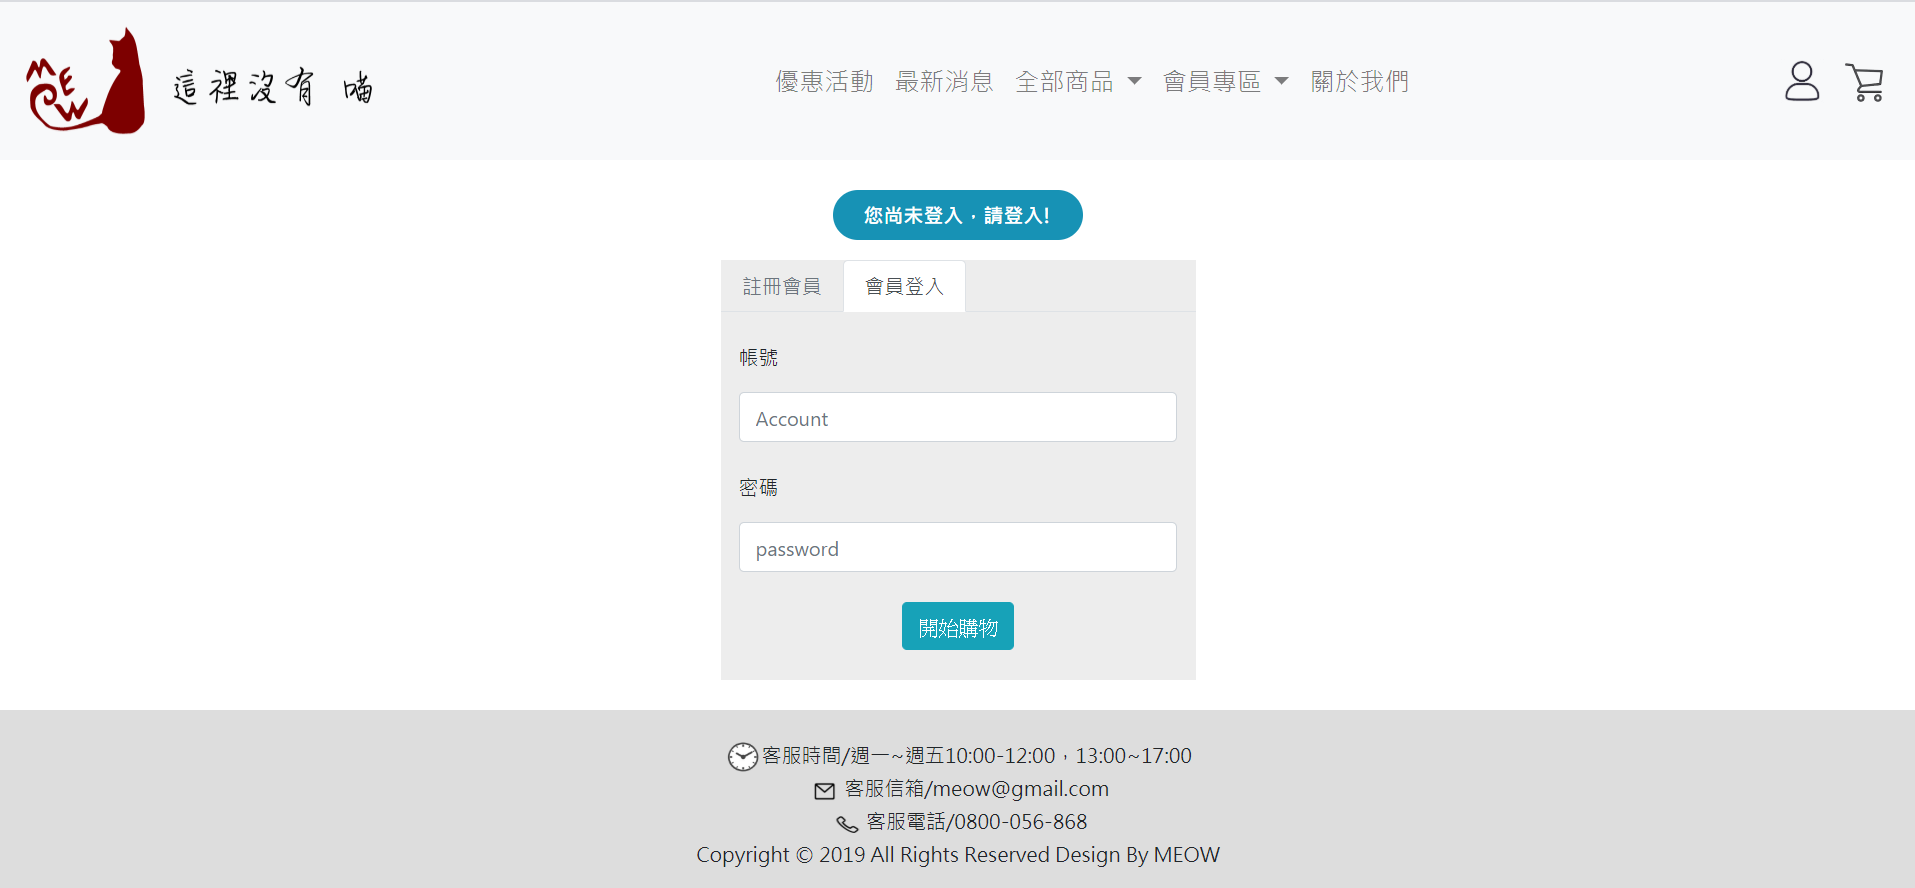 MEOW 這裡沒有 喵
優惠活動 最新消息 全部商品 會員專區 關於我們
您尚未登入，請登入!
註冊會員 會員登入
帳號
Account
密碼
password
開始購物
客服時間/週一~週五10:00-12:00，13:00~17:00
客服信箱/meow@gmail.com
客服電話/0800-056-868
Copyright © 2019 All Rights Reserved Design By MEOW